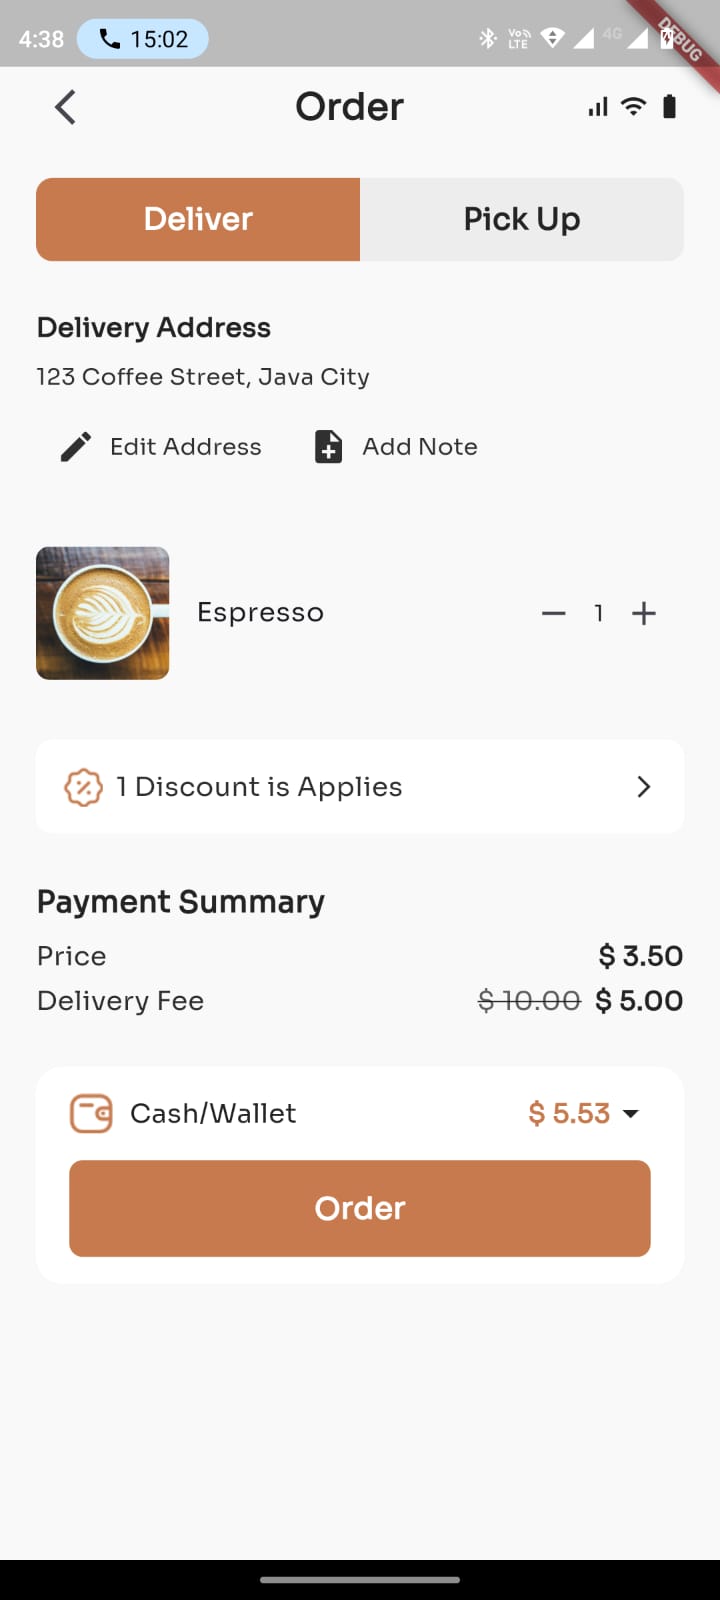 4:38 15:02 VoLTE 4G DEBUG
Order
Deliver Pick Up
Delivery Address
123 Coffee Street, Java City
Edit Address Add Note
Espresso 1
1 Discount is Applies
Payment Summary
Price $ 3.50
Delivery Fee $ 10.00 $ 5.00
Cash/Wallet $ 5.53
Order